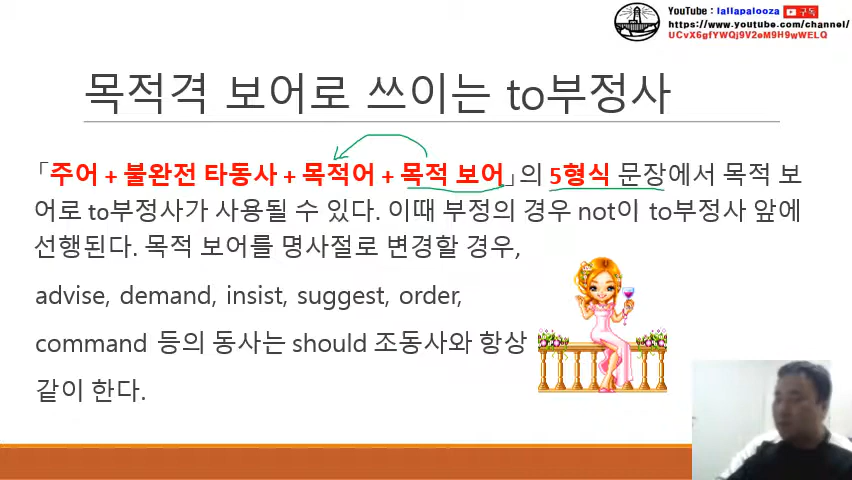 YouTube : lallapalooza 구독
https://www.youtube.com/channel/
UCvX6gfYWQj9V2eM9H9wWELQ
목적격 보어로 쓰이는 to부정사
「주어 + 불완전 타동사 + 목적어 + 목적 보어」의 5형식 문장에서 목적 보
어로 to부정사가 사용될 수 있다. 이때 부정의 경우 not이 to부정사 앞에
선행된다. 목적 보어를 명사절로 변경할 경우,
advise, demand, insist, suggest, order,
command 등의 동사는 should 조동사와 항상
같이 한다.